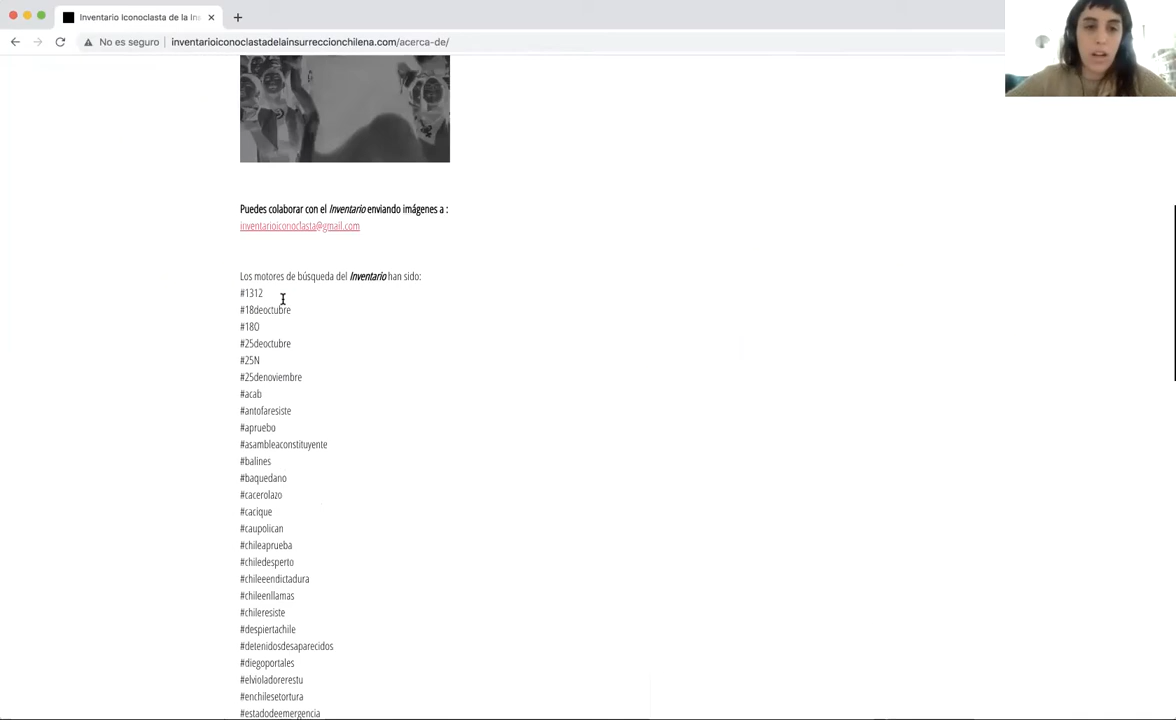 Inventario Iconoclasta de la In
No es seguro
inventarioiconoclastadelainsurreccionchilena.com/acerca-de/
Puedes colaborar con el Inventario enviando imágenes a :
inventarioiconoclasta@gmail.com
Los motores de búsqueda del Inventario han sido:
#1312
#18deoctubre
#18O
#25deoctubre
#25N
#25denoviembre
#acab
#antofaresiste
#apruebo
#asambleaconstituyente
#balines
#baquedano
#cacerolazo
#cacique
#caupolican
#chileaprueba
#chiledesperto
#chileendictadura
#chileenllamas
#chileresiste
#despiertachile
#detenidosdesaparecidos
#diegoportales
#elvioladorerestu
#enchilesetortura
#estadodeemergencia